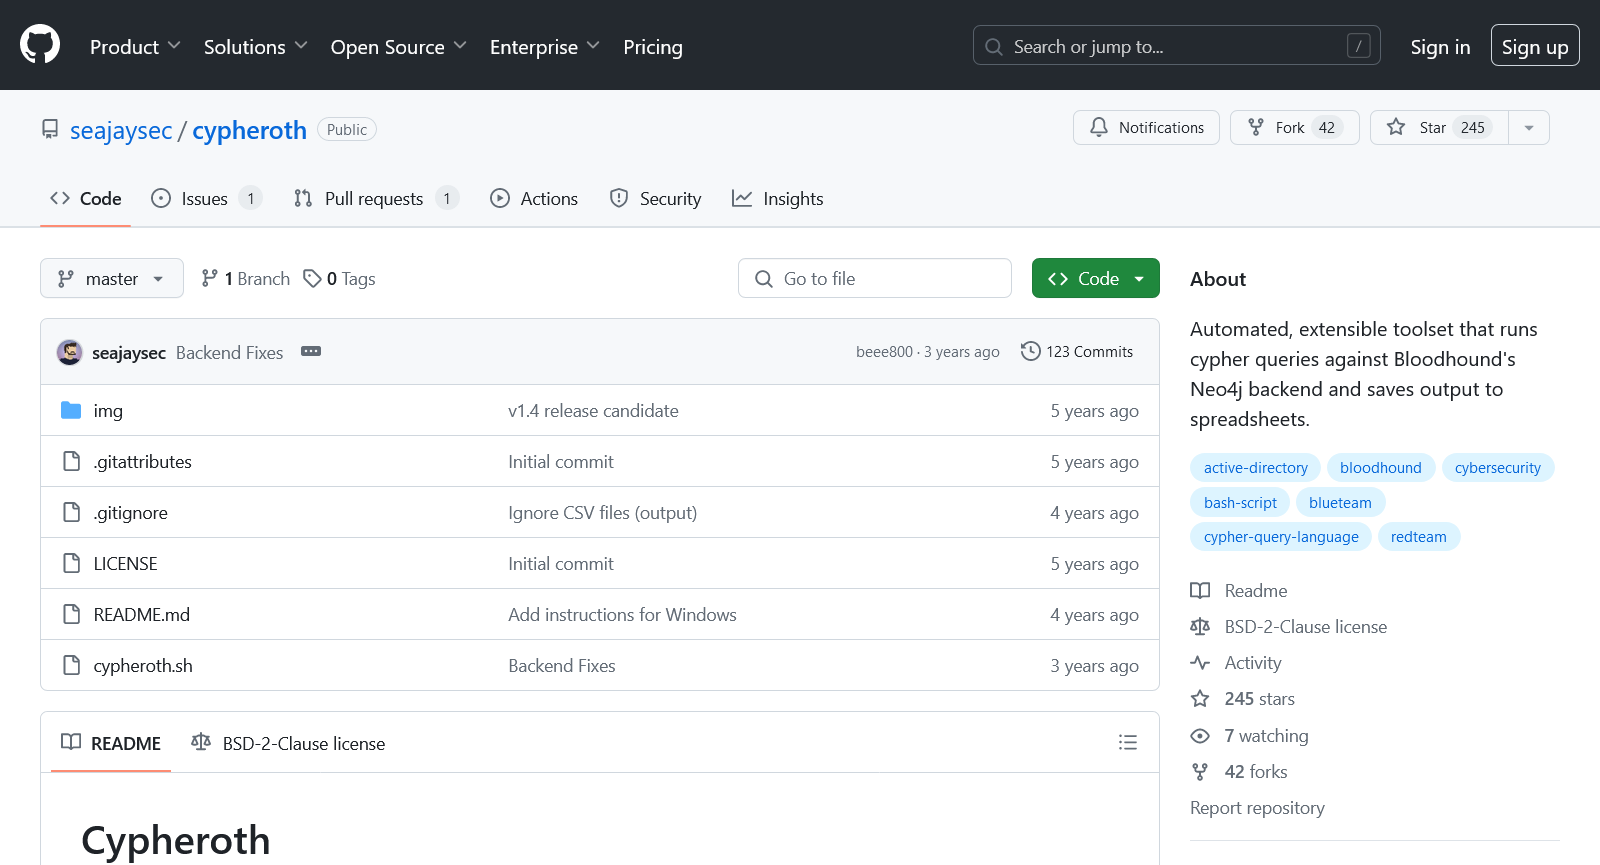 Product Solutions Open Source Enterprise Pricing Search or jump to... / Sign in Sign up
seajaysec / cypheroth Public Notifications Fork 42 Star 245
Code Issues 1 Pull requests 1 Actions Security Insights
master 1 Branch 0 Tags Go to file Code
seajaysec Backend Fixes beee800 · 3 years ago 123 Commits
img v1.4 release candidate 5 years ago
.gitattributes Initial commit 5 years ago
.gitignore Ignore CSV files (output) 4 years ago
LICENSE Initial commit 5 years ago
README.md Add instructions for Windows 4 years ago
cypheroth.sh Backend Fixes 3 years ago
README BSD-2-Clause license
Cypheroth
About
Automated, extensible toolset that runs
cypher queries against Bloodhound's
Neo4j backend and saves output to
spreadsheets.
active-directory bloodhound cybersecurity
bash-script blueteam
cypher-query-language redteam
Readme
BSD-2-Clause license
Activity
245 stars
7 watching
42 forks
Report repository